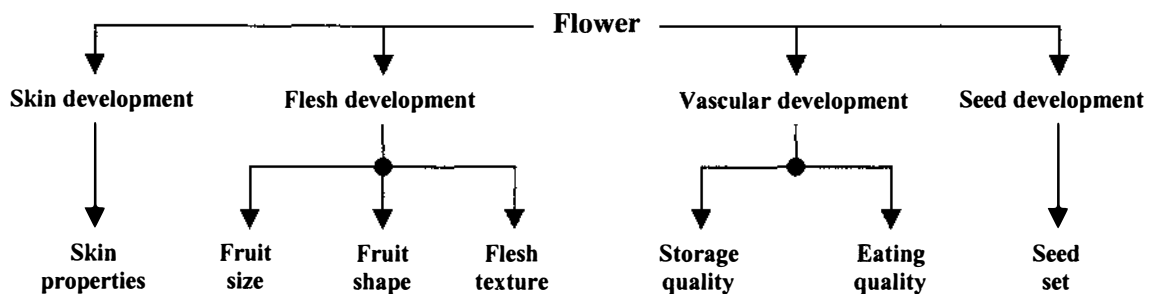 Flower
Skin development
Flesh development
Vascular development
Seed development
Skin
properties
Fruit
size
Fruit
shape
Flesh
texture
Storage
quality
Eating
quality
Seed
set